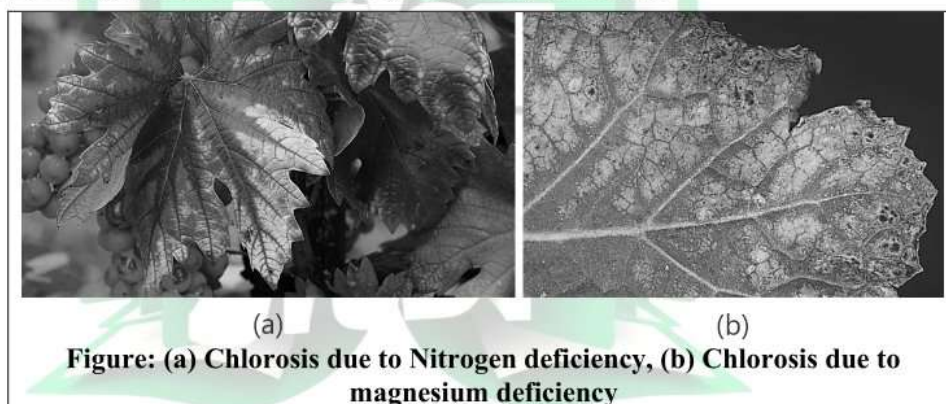 (a)
(b)
Figure: (a) Chlorosis due to Nitrogen deficiency, (b) Chlorosis due to
magnesium deficiency